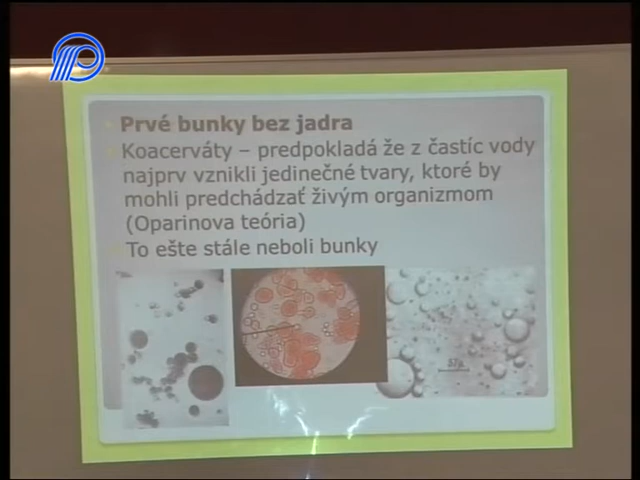 Prvé bunky bez jadra
Koacerváty – predpokladá že z častíc vody
najprv vznikli jedinečné tvary, ktoré by
mohli predchádzať živým organizmom
(Oparinova teória)
To ešte stále neboli bunky